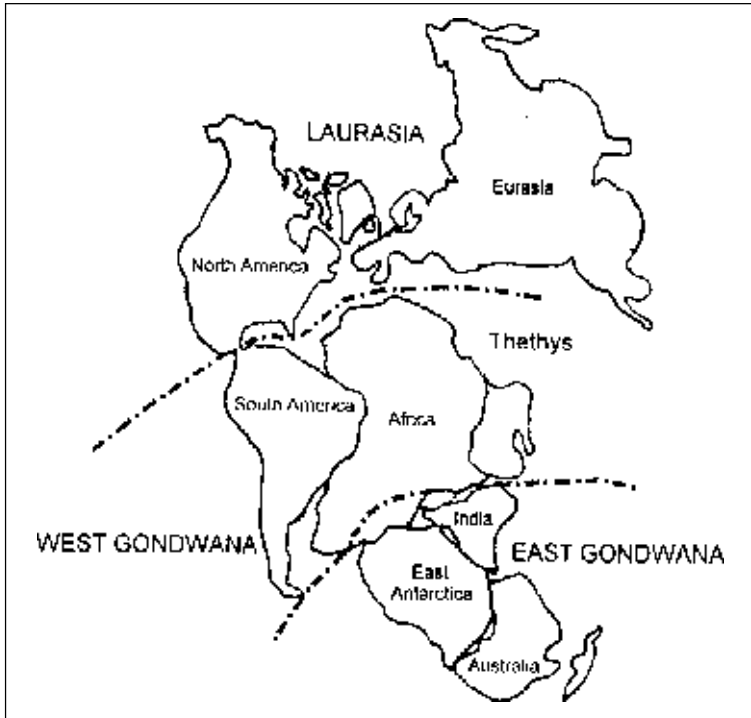 LAURASIA
Eurasia
North America
Thethys
South America
Africa
India
WEST GONDWANA
EAST GONDWANA
East
Antarctica
Australia